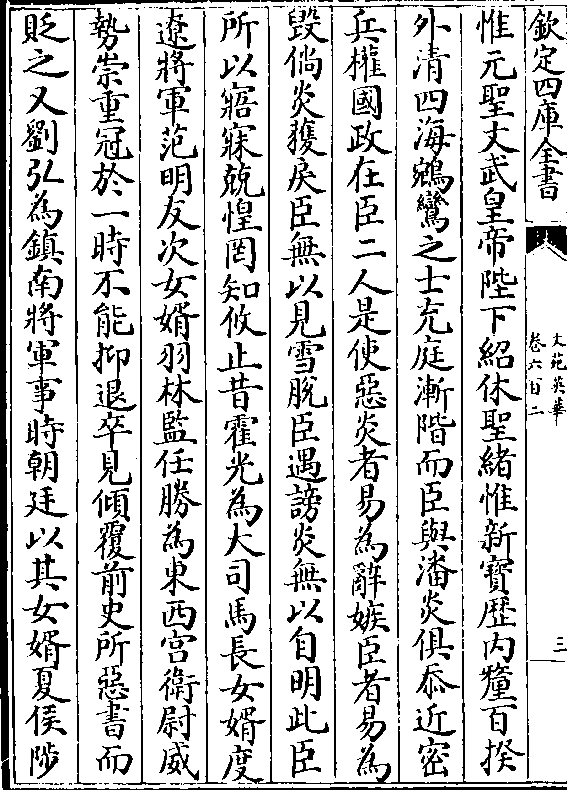 欽定四庫全書
文苑英華
卷六百二
三
惟元聖文武皇帝陛下紹休聖緒惟新寶歴内釐百揆
外清四海鵷鸞之士充庭漸階而臣與潘炎俱忝近密
兵權國政在臣二人是使惡炎者易為辭嫉臣者易為
毁倘炎獲戾臣無以見雪脫臣遇謗炎無以自明此臣
所以寤寐兢惶罔知攸止昔霍光為大司馬長女婿度
遼將軍范明友次女婿羽林監任勝為東西宫衛尉威
勢崇重冠於一時不能抑退卒見傾覆前史所惡書而
貶之又劉弘為鎮南將軍事時朝廷以其女婿夏侯陟